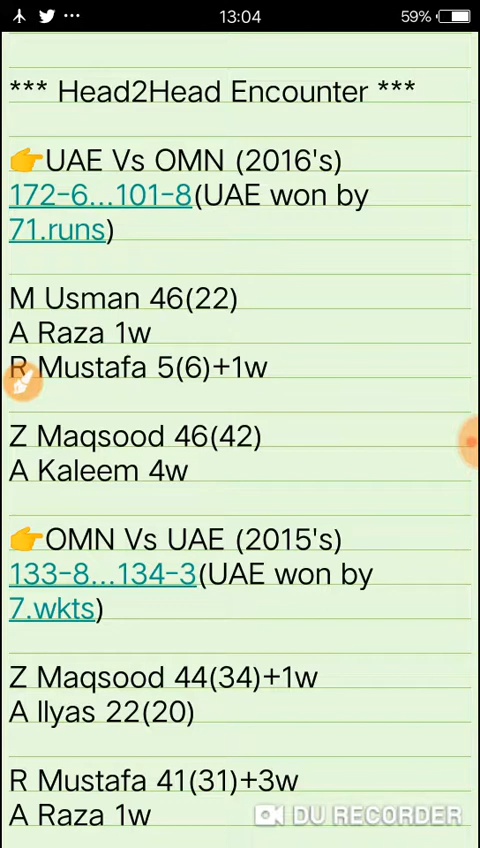 13:04
59%
*** Head2Head Encounter ***
👉UAE Vs OMN (2016's)
172-6...101-8(UAE won by
71.runs)
M Usman 46(22)
A Raza 1w
R Mustafa 5(6)+1w
Z Maqsood 46(42)
A Kaleem 4w
👉OMN Vs UAE (2015's)
133-8...134-3(UAE won by
7.wkts)
Z Maqsood 44(34)+1w
A Ilyas 22(20)
R Mustafa 41(31)+3w
A Raza 1w
DU RECORDER